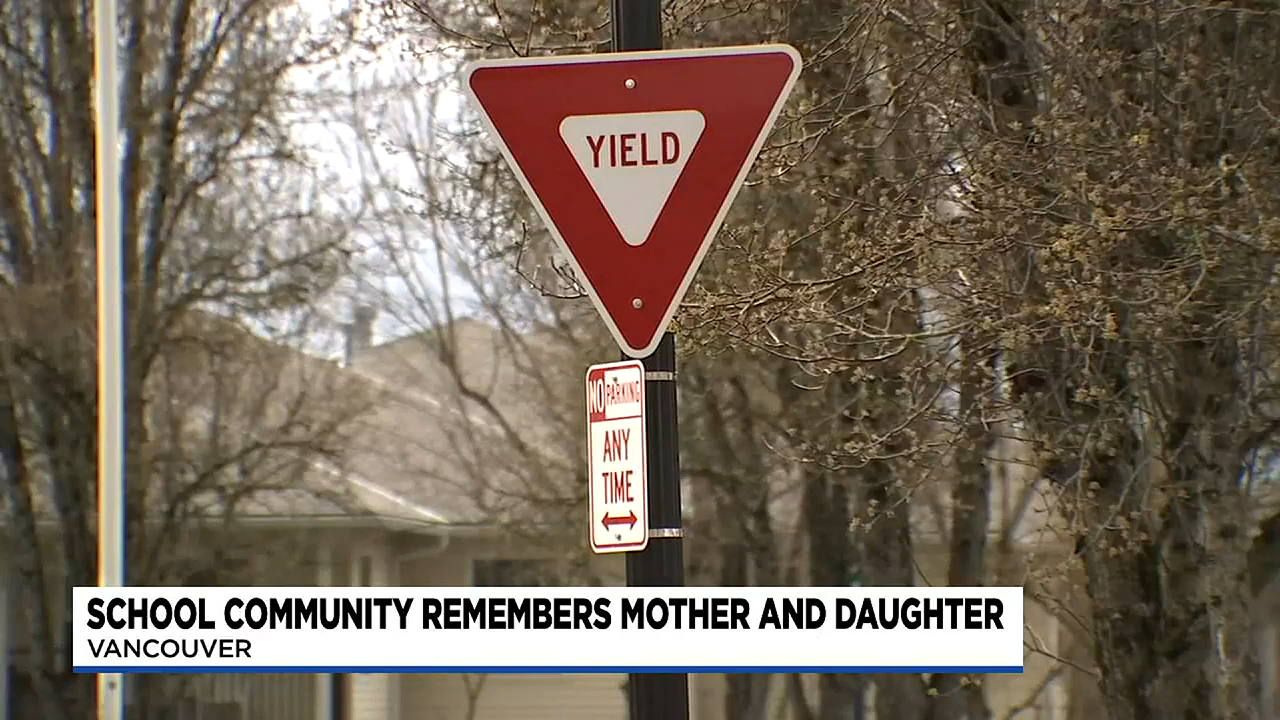 YIELD
NO PARKING
ANY
TIME
SCHOOL COMMUNITY REMEMBERS MOTHER AND DAUGHTER
VANCOUVER